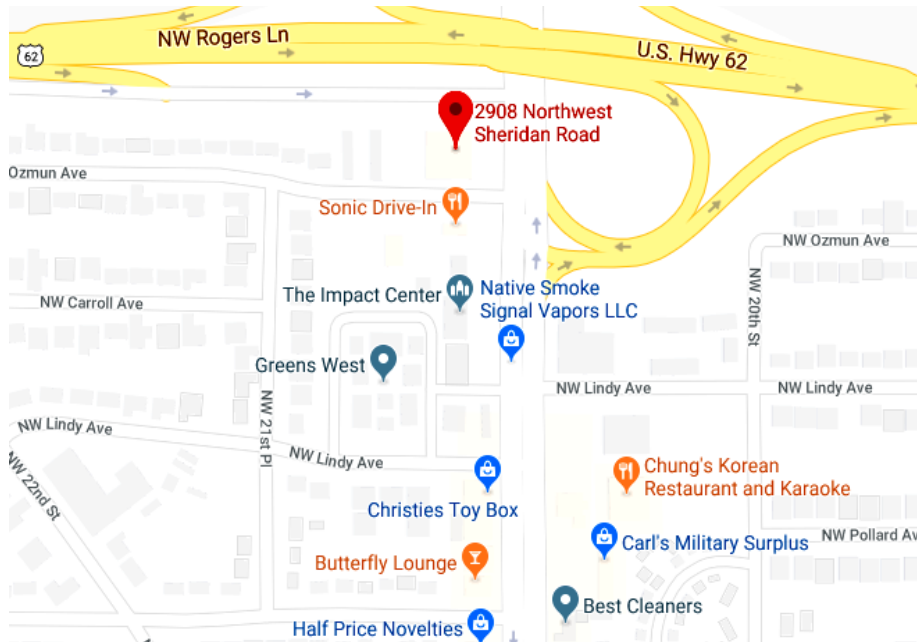 NW Rogers Ln
U.S. Hwy 62
62
2908 Northwest
Sheridan Road
Ozmun Ave
Sonic Drive-In
NW Ozmun Ave
The Impact Center
Native Smoke
Signal Vapors LLC
NW Carroll Ave
NW 20th St
Greens West
NW Lindy Ave
NW Lindy Ave
NW 21st Pl
NW Lindy Ave
NW Lindy Ave
NW 22nd St
Chung's Korean
Restaurant and Karaoke
Christies Toy Box
Carl's Military Surplus
NW Pollard Av
Butterfly Lounge
Best Cleaners
Half Price Novelties